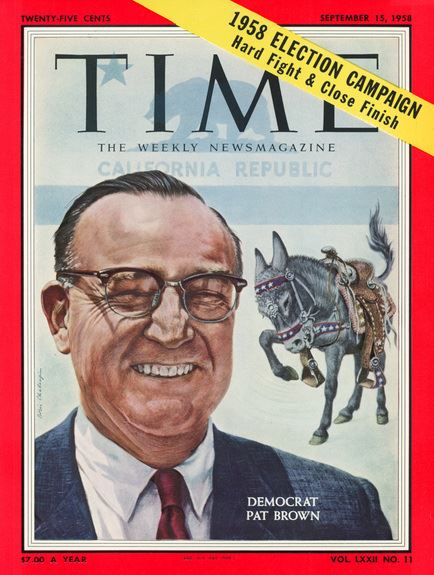 TWENTY-FIVE CENTS
SEPTEMBER 15, 1958
1958 ELECTION CAMPAIGN
Hard Fight & Close Finish
TIME
THE WEEKLY NEWSMAGAZINE
CALIFORNIA REPUBLIC
DEMOCRAT
PAT BROWN
$7.00 A YEAR
VOL. LXXII NO. 11